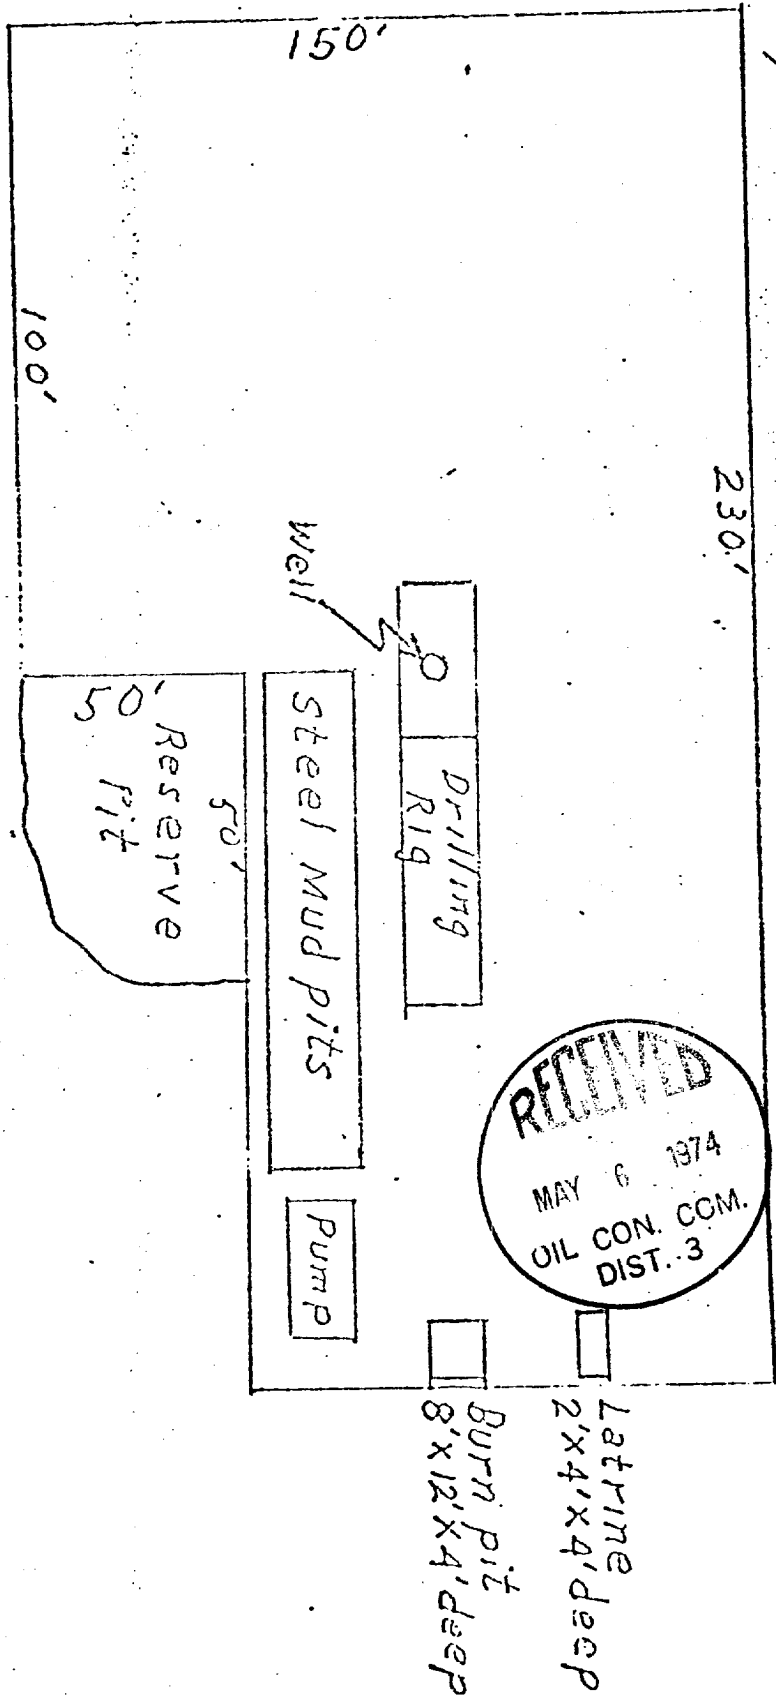 150'
230'
100'
Well
Drilling
Rig
50'
50'
Reserve
Pit
Steel Mud pits
Pump
RECEIVED
MAY 6 1974
OIL CON. COM.
DIST. 3
Latrine
2'x4'x4' deep
Burn pit
8'x12'x4' deep